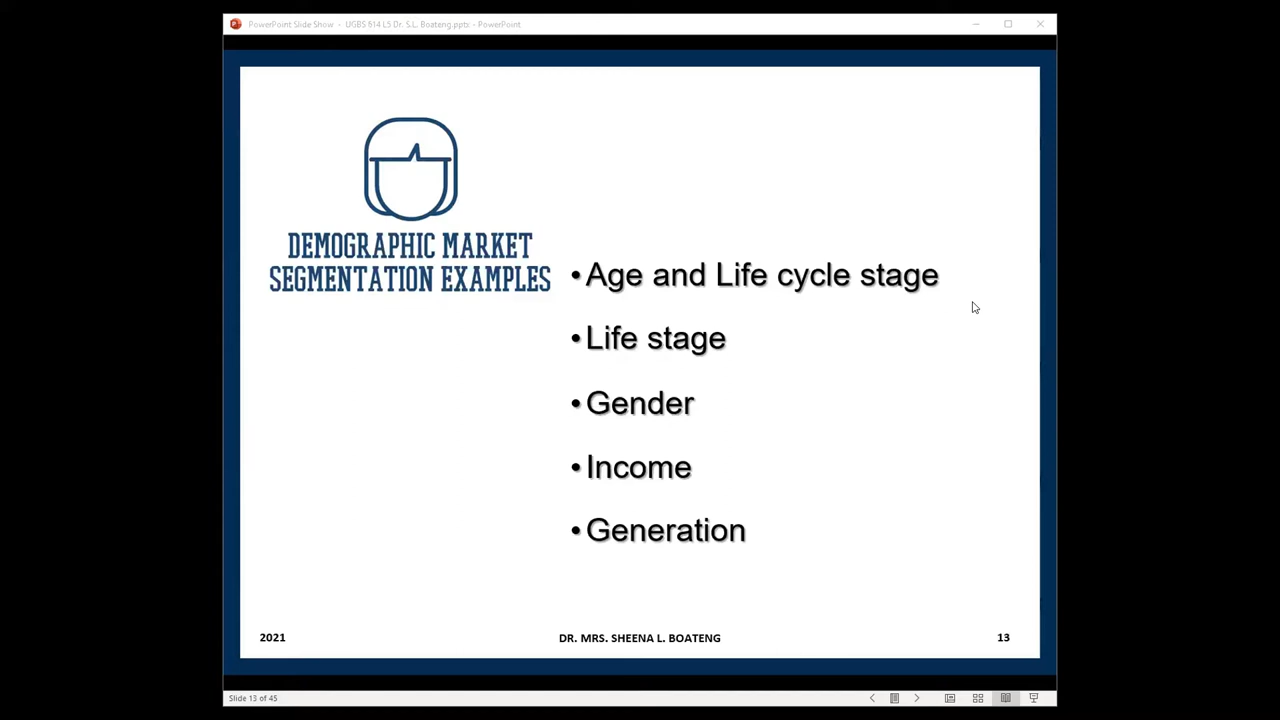 PowerPoint Slide Show - UGBS 614 L5 Dr. S.L. Boateng.pptx - PowerPoint
DEMOGRAPHIC MARKET
SEGMENTATION EXAMPLES
• Age and Life cycle stage
• Life stage
• Gender
• Income
• Generation
2021
DR. MRS. SHEENA L. BOATENG
13
Slide 13 of 45